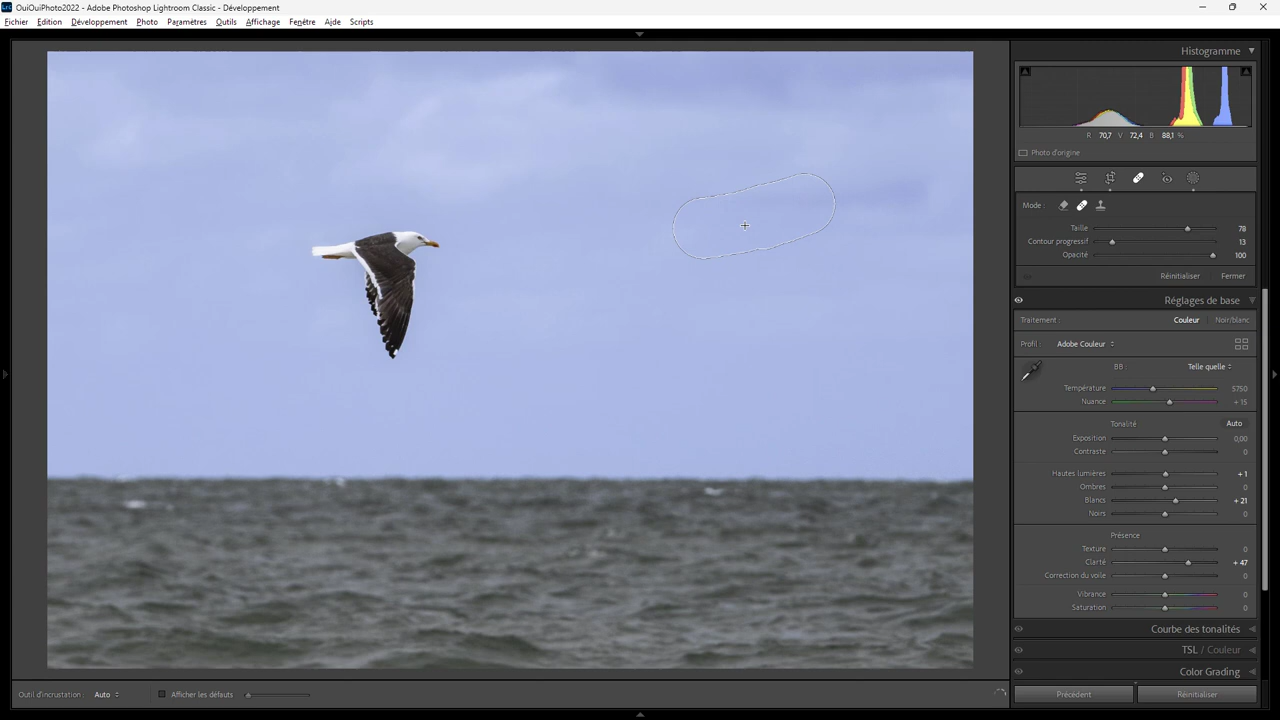 OuiOuiPhoto2022 - Adobe Photoshop Lightroom Classic - Développement
Fichier Edition Développement Photo Paramètres Outils Affichage Fenêtre Aide Scripts
Histogramme
R 70,7 V 72,4 B 88,1 %
Photo d'origine
Mode :
Taille 78
Contour progressif 13
Opacité 100
Réinitialiser Fermer
Réglages de base
Traitement : Couleur Noir/blanc
Profil : Adobe Couleur
BB : Telle quelle
Température 5750
Nuance + 15
Tonalité Auto
Exposition 0,00
Contraste 0
Hautes lumières + 1
Ombres 0
Blancs + 21
Noirs 0
Présence
Texture 0
Clarté + 47
Correction du voile 0
Vibrance 0
Saturation 0
Courbe des tonalités
TSL / Couleur
Color Grading
Outil d'incrustation : Auto Afficher les défauts Précédent Réinitialiser